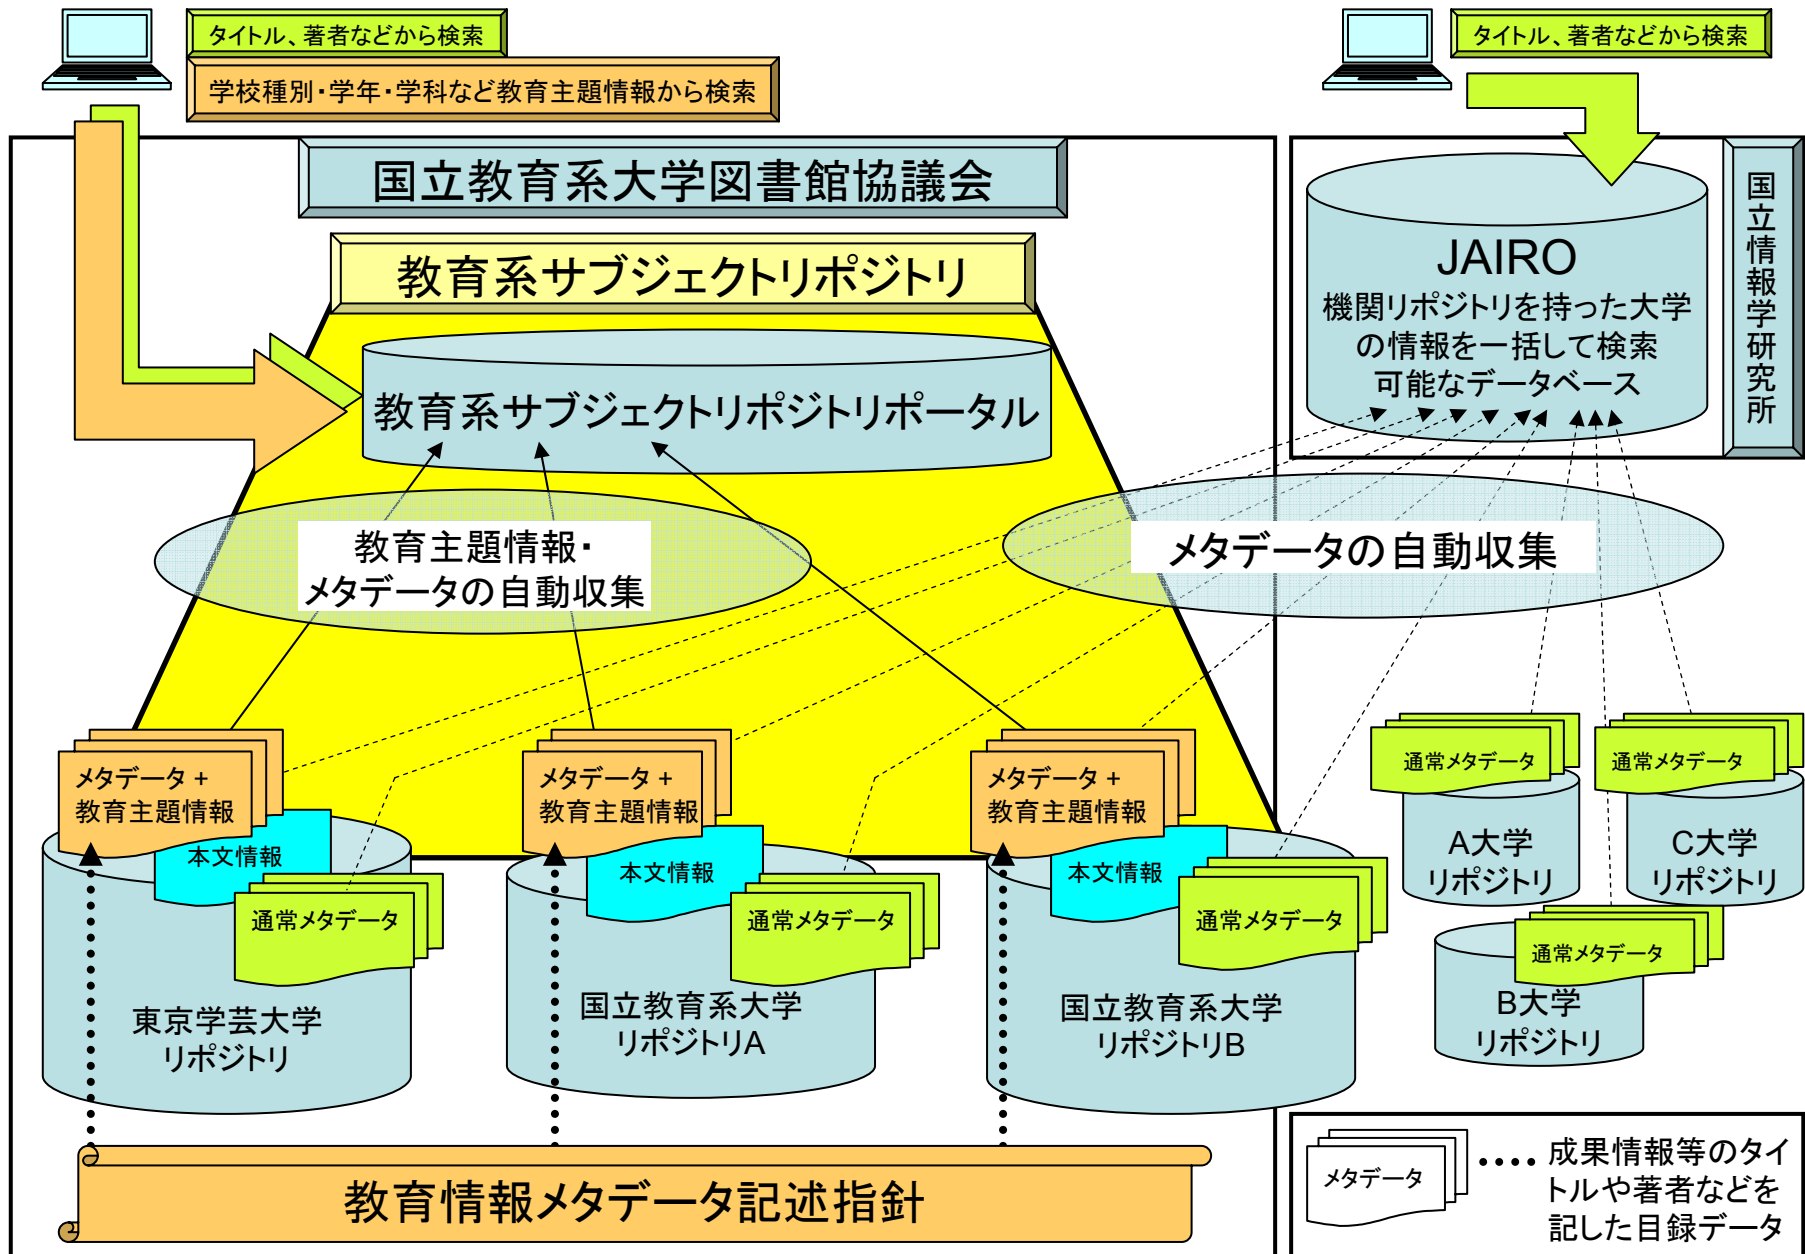 タイトル、著者などから検索
学校種別・学年・学科など教育主題情報から検索
タイトル、著者などから検索
国立教育系大学図書館協議会
教育系サブジェクトリポジトリ
教育系サブジェクトリポジトリポータル
国立情報学研究所
JAIRO
機関リポジトリを持った大学
の情報を一括して検索
可能なデータベース
教育主題情報・
メタデータの自動収集
メタデータの自動収集
メタデータ +
教育主題情報
本文情報
通常メタデータ
東京学芸大学
リポジトリ
メタデータ +
教育主題情報
本文情報
通常メタデータ
国立教育系大学
リポジトリA
メタデータ +
教育主題情報
本文情報
通常メタデータ
国立教育系大学
リポジトリB
通常メタデータ
A大学
リポジトリ
通常メタデータ
C大学
リポジトリ
通常メタデータ
B大学
リポジトリ
教育情報メタデータ記述指針
メタデータ
‥‥ 成果情報等のタイ
トルや著者などを
記した目録データ